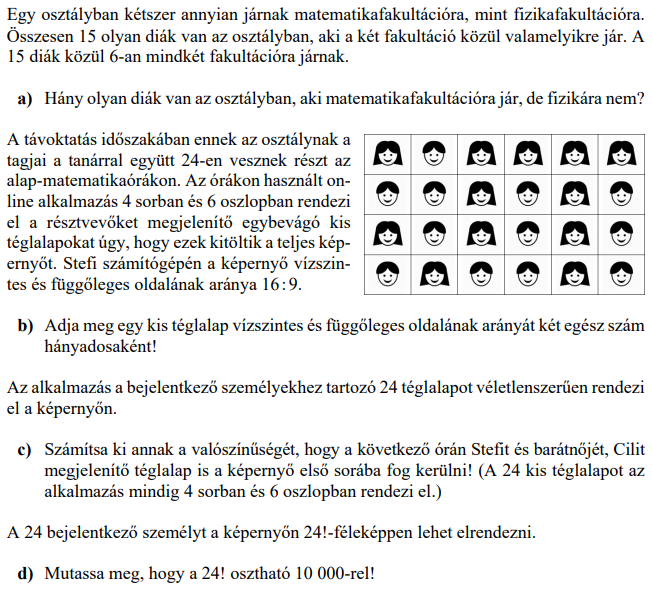 Egy osztályban kétszer annyian járnak matematikafakultációra, mint fizikafakultációra.
Összesen 15 olyan diák van az osztályban, aki a két fakultáció közül valamelyikre jár. A
15 diák közül 6-an mindkét fakultációra járnak.
a) Hány olyan diák van az osztályban, aki matematikafakultációra jár, de fizikára nem?
A távoktatás időszakában ennek az osztálynak a
tagjai a tanárral együtt 24-en vesznek részt az
alap-matematikaórákon. Az órákon használt on-
line alkalmazás 4 sorban és 6 oszlopban rendezi
el a résztvevőket megjelenítő egybevágó kis
téglalapokat úgy, hogy ezek kitöltik a teljes kép-
ernyőt. Stefi számítógépén a képernyő vízszin-
tes és függőleges oldalának aránya 16:9.
b) Adja meg egy kis téglalap vízszintes és függőleges oldalának arányát két egész szám
hányadosaként!
Az alkalmazás a bejelentkező személyekhez tartozó 24 téglalapot véletlenszerűen rendezi
el a képernyőn.
c) Számítsa ki annak a valószínűségét, hogy a következő órán Stefit és barátnőjét, Cilit
megjelenítő téglalap is a képernyő első sorába fog kerülni! (A 24 kis téglalapot az
alkalmazás mindig 4 sorban és 6 oszlopban rendezi el.)
A 24 bejelentkező személyt a képernyőn 24!-féleképpen lehet elrendezni.
d) Mutassa meg, hogy a 24! osztható 10 000-rel!